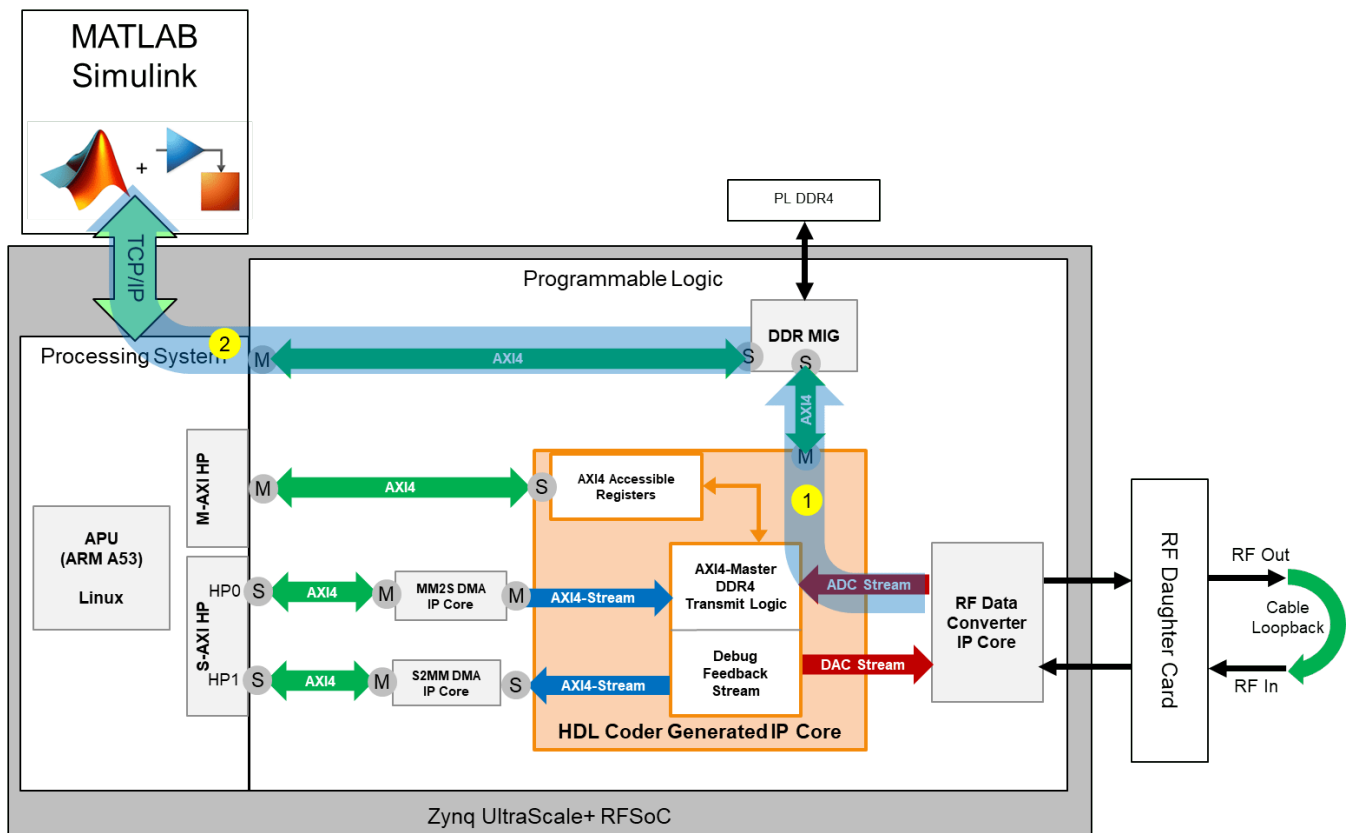 MATLAB
Simulink
+
TCP/IP
PL DDR4
Programmable Logic
DDR MIG
Processing System
2
M
AXI4
S
S
AXI4
M
1
M-AXI HP
M
AXI4
S
AXI4 Accessible
Registers
APU
(ARM A53)
Linux
S-AXI HP
HP0
S
AXI4
M
MM2S DMA
IP Core
M
AXI4-Stream
AXI4-Master
DDR4
Transmit Logic
ADC Stream
HP1
S
AXI4
M
S2MM DMA
IP Core
S
AXI4-Stream
Debug
Feedback
Stream
DAC Stream
HDL Coder Generated IP Core
RF Data
Converter
IP Core
RF Daughter Card
RF Out
Cable
Loopback
RF In
Zynq UltraScale+ RFSoC